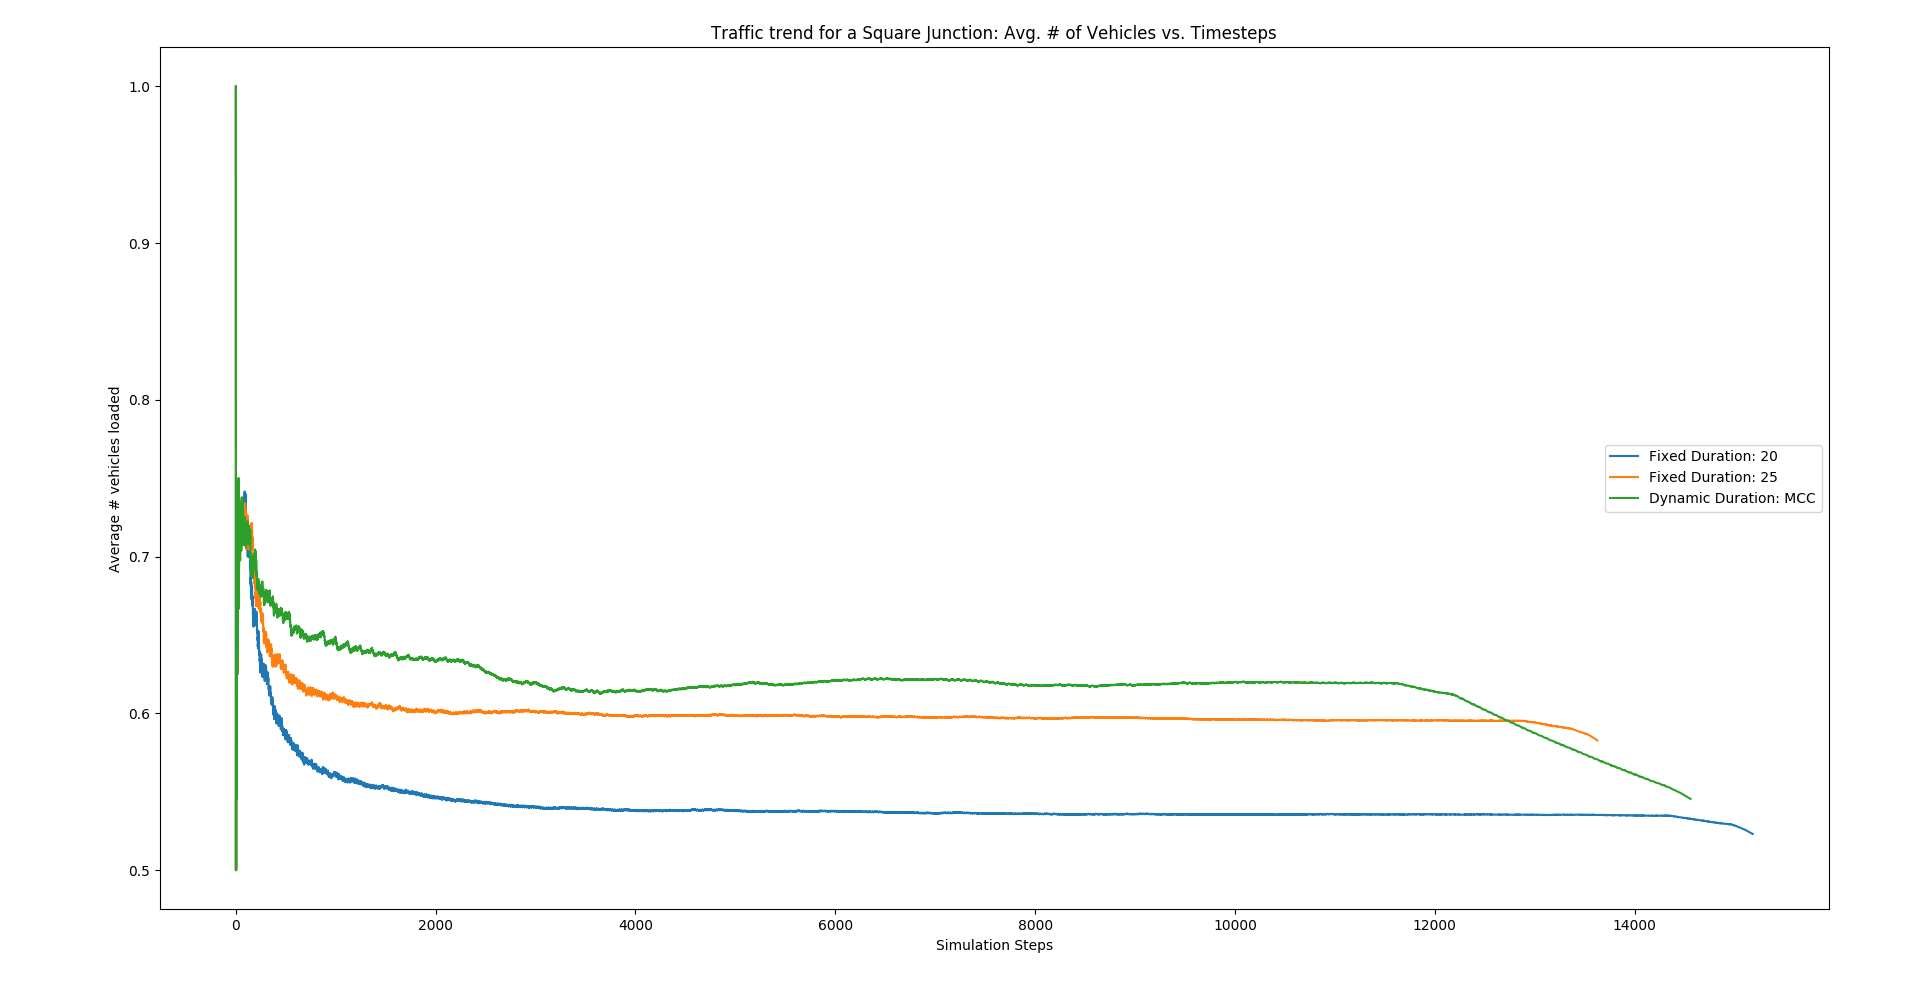 Traffic trend for a Square Junction: Avg. # of Vehicles vs. Timesteps
Average # vehicles loaded
1.0
0.9
0.8
0.7
0.6
0.5
Fixed Duration: 20
Fixed Duration: 25
Dynamic Duration: MCC
0 2000 4000 6000 8000 10000 12000 14000
Simulation Steps